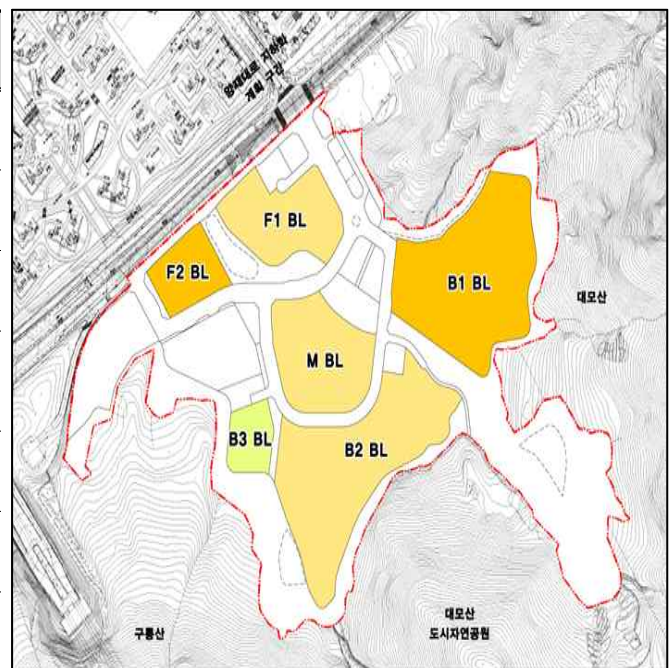 양재대로 지하화
계획 구간
F1 BL
F2 BL
B1 BL
대모산
M BL
B3 BL
B2 BL
구룡산
대모산
도시자연공원